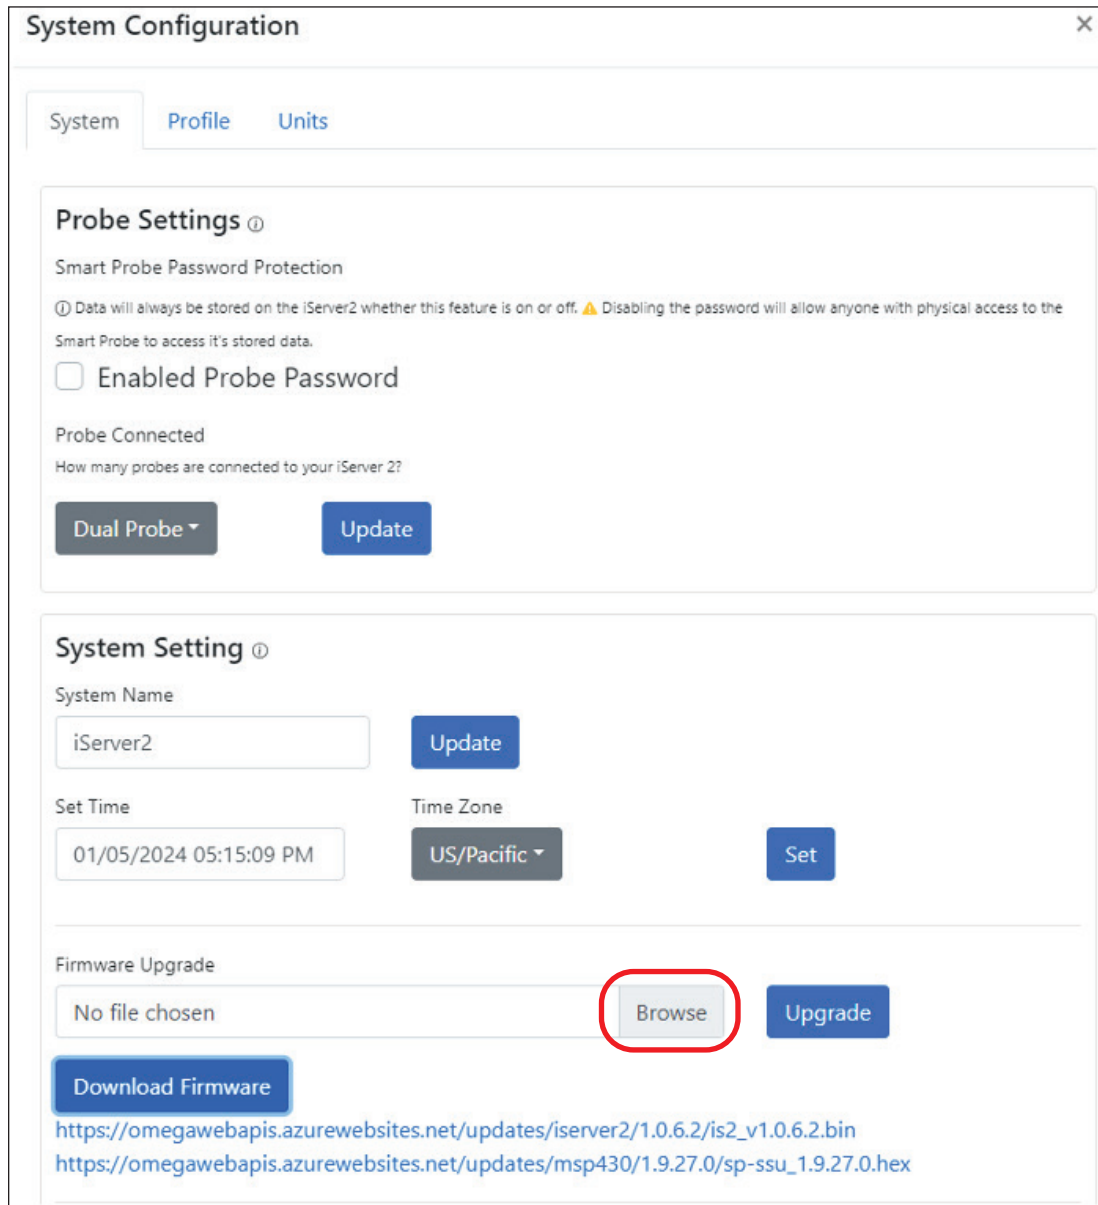 System Configuration ×
System Profile Units
Probe Settings ⓘ
Smart Probe Password Protection
ⓘ Data will always be stored on the iServer2 whether this feature is on or off. ⚠ Disabling the password will allow anyone with physical access to the
Smart Probe to access it's stored data.
Enabled Probe Password
Probe Connected
How many probes are connected to your iServer 2?
Dual Probe Update
System Setting ⓘ
System Name
iServer2 Update
Set Time Time Zone
01/05/2024 05:15:09 PM US/Pacific Set
Firmware Upgrade
No file chosen Browse Upgrade
Download Firmware
https://omegawebapis.azurewebsites.net/updates/iserver2/1.0.6.2/is2_v1.0.6.2.bin
https://omegawebapis.azurewebsites.net/updates/msp430/1.9.27.0/sp-ssu_1.9.27.0.hex